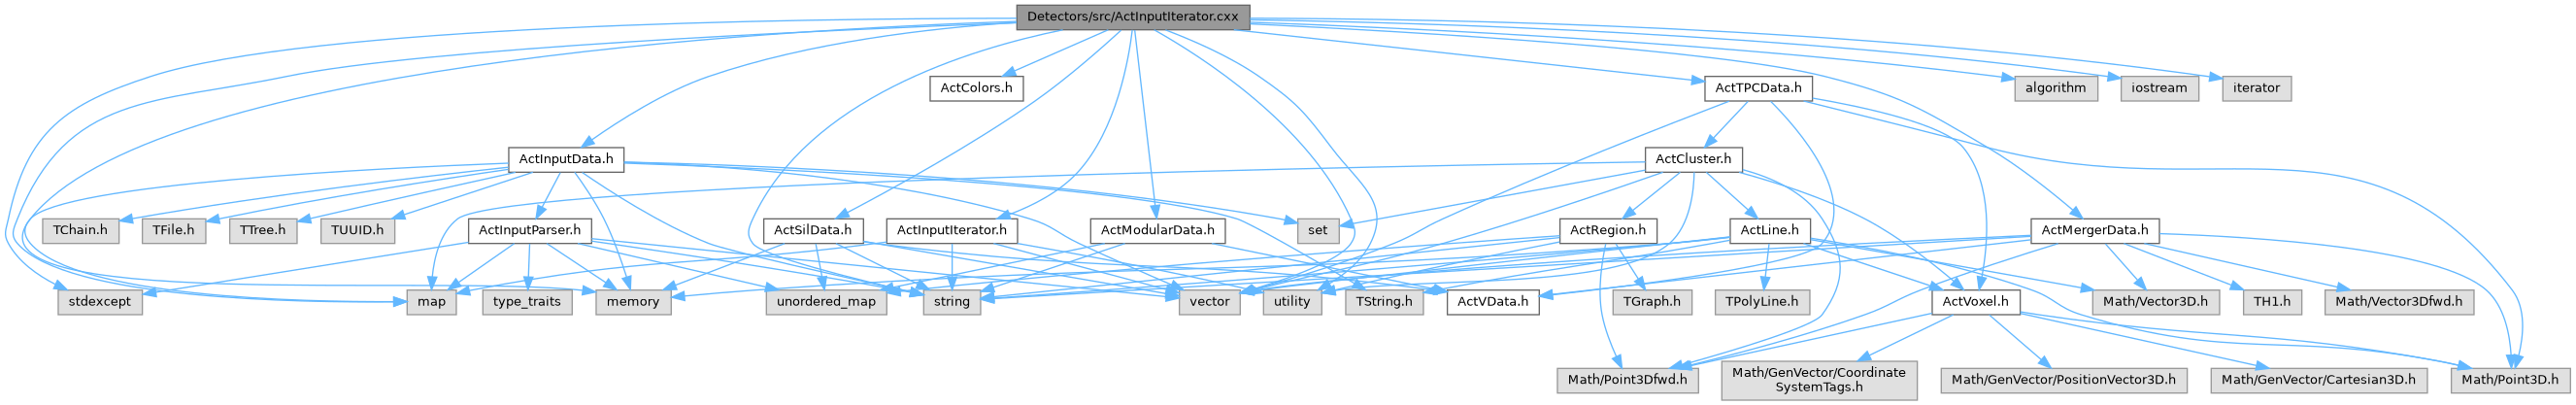 Detectors/src/ActInputIterator.cxx
ActColors.h
ActTPCData.h
algorithm
iostream
iterator
ActInputData.h
ActCluster.h
TChain.h
TFile.h
TTree.h
TUUID.h
ActInputParser.h
set
ActSilData.h
ActInputIterator.h
ActModularData.h
ActRegion.h
ActLine.h
ActMergerData.h
stdexcept
map
type_traits
memory
unordered_map
string
vector
utility
TString.h
ActVData.h
TGraph.h
TPolyLine.h
ActVoxel.h
Math/Vector3D.h
TH1.h
Math/Vector3Dfwd.h
Math/Point3Dfwd.h
Math/GenVector/Coordinate
SystemTags.h
Math/GenVector/PositionVector3D.h
Math/GenVector/Cartesian3D.h
Math/Point3D.h